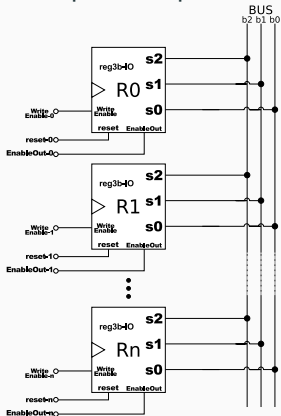 BUS
b2 b1 b0
s2
reg3b-IO
s1
R0
s0
Write
Enable-0
Write
Enable
reset EnableOut
reset-0
EnableOut-0
s2
reg3b-IO
s1
R1
s0
Write
Enable-1
Write
Enable
reset EnableOut
reset-1
EnableOut-1
s2
reg3b-IO
s1
Rn
s0
Write
Enable-n
Write
Enable
reset EnableOut
reset-n
EnableOut-n